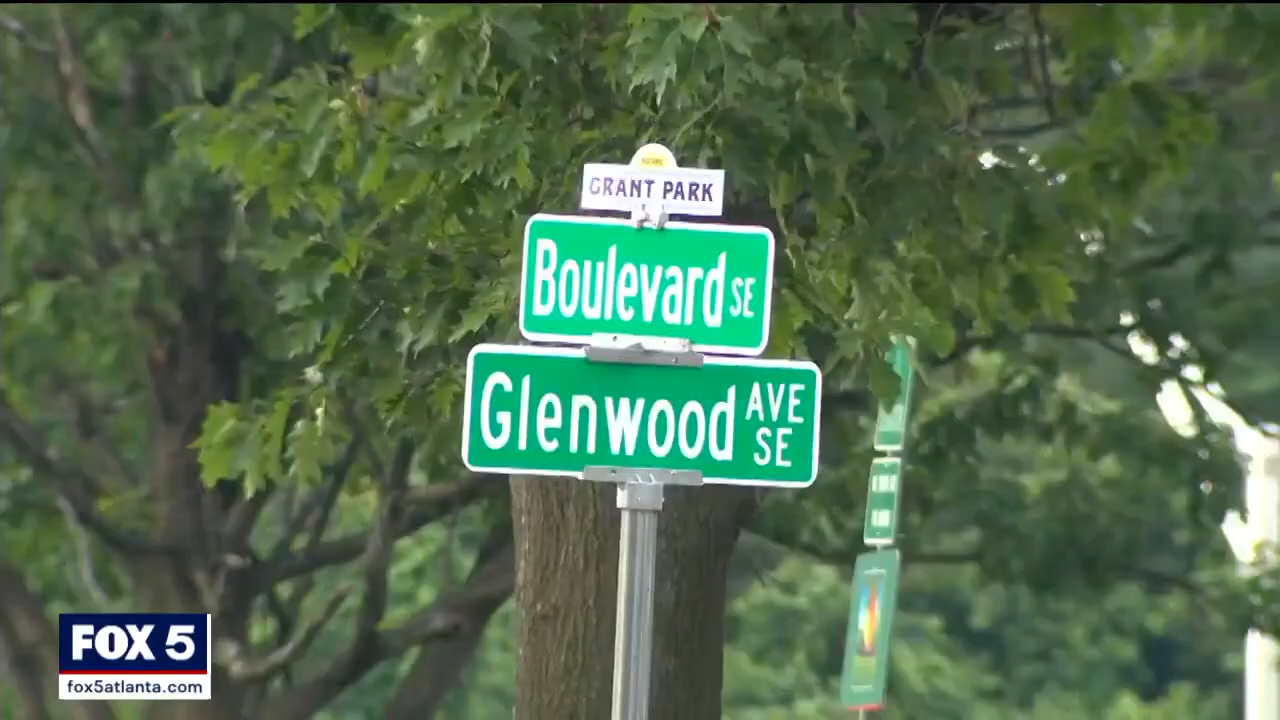 GRANT PARK
Boulevard SE
Glenwood AVE SE
FOX 5
fox5atlanta.com